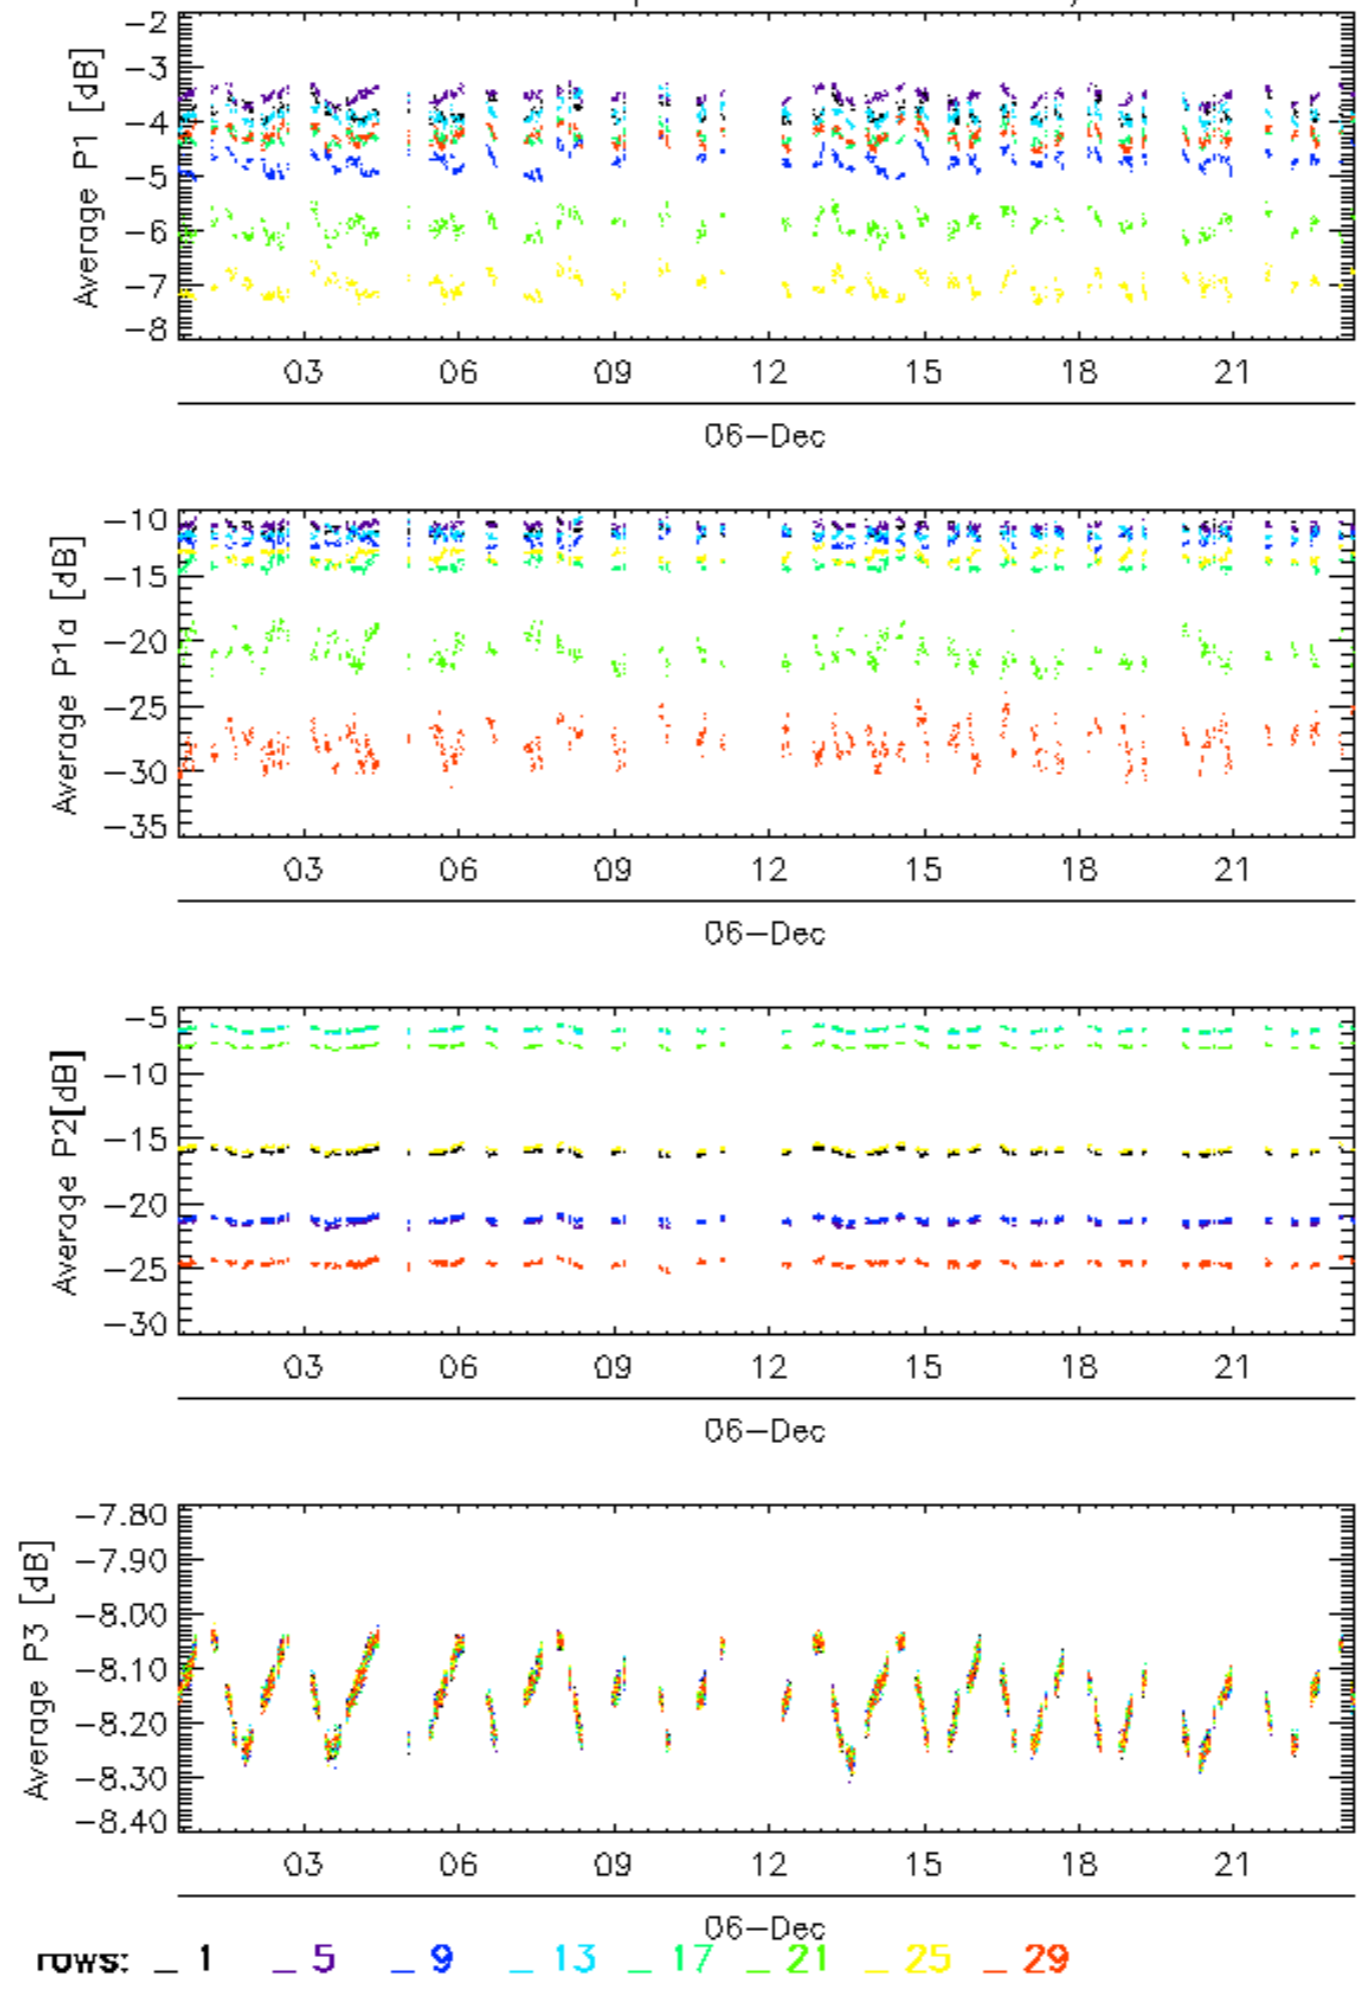 -2
-3
-4
-5
-6
-7
-8
Average P1 [dB]
03 06 09 12 15 18 21
06-Dec
-10
-15
-20
-25
-30
-35
Average P1a [dB]
03 06 09 12 15 18 21
06-Dec
-5
-10
-15
-20
-25
-30
Average P2[dB]
03 06 09 12 15 18 21
06-Dec
-7.80
-7.90
-8.00
-8.10
-8.20
-8.30
-8.40
Average P3 [dB]
03 06 09 12 15 18 21
06-Dec
rows: _ 1 _ 5 _ 9 _ 13 _ 17 _ 21 _ 25 _ 29